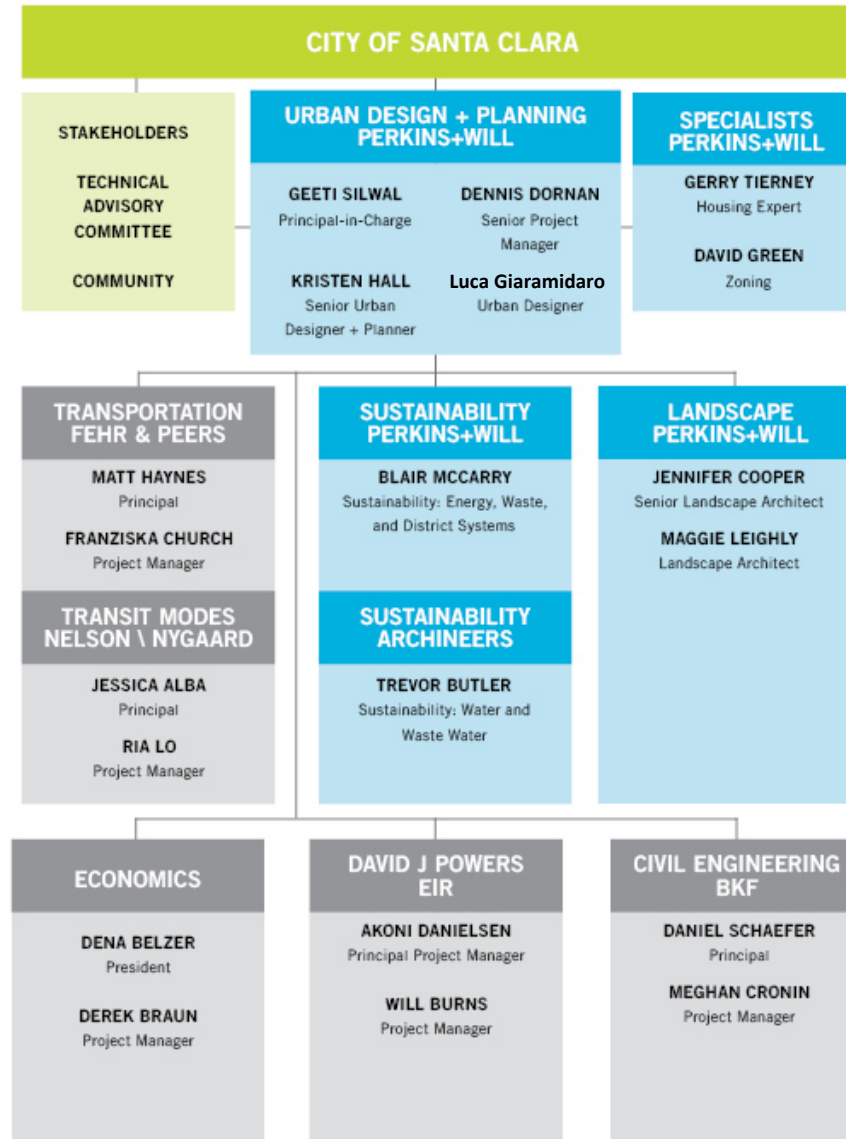 CITY OF SANTA CLARA
STAKEHOLDERS
TECHNICAL
ADVISORY
COMMITTEE
COMMUNITY
URBAN DESIGN + PLANNING
PERKINS+WILL
GEETI SILWAL
Principal-in-Charge
DENNIS DORNAN
Senior Project
Manager
KRISTEN HALL
Senior Urban
Designer + Planner
Luca Giaramidaro
Urban Designer
SPECIALISTS
PERKINS+WILL
GERRY TIERNEY
Housing Expert
DAVID GREEN
Zoning
TRANSPORTATION
FEHR & PEERS
MATT HAYNES
Principal
FRANZISKA CHURCH
Project Manager
TRANSIT MODES
NELSON \ NYGAARD
JESSICA ALBA
Principal
RIA LO
Project Manager
SUSTAINABILITY
PERKINS+WILL
BLAIR MCCARRY
Sustainability: Energy, Waste,
and District Systems
SUSTAINABILITY
ARCHINEERS
TREVOR BUTLER
Sustainability: Water and
Waste Water
LANDSCAPE
PERKINS+WILL
JENNIFER COOPER
Senior Landscape Architect
MAGGIE LEIGHLY
Landscape Architect
ECONOMICS
DENA BELZER
President
DEREK BRAUN
Project Manager
DAVID J POWERS
EIR
AKONI DANIELSEN
Principal Project Manager
WILL BURNS
Project Manager
CIVIL ENGINEERING
BKF
DANIEL SCHAEFER
Principal
MEGHAN CRONIN
Project Manager